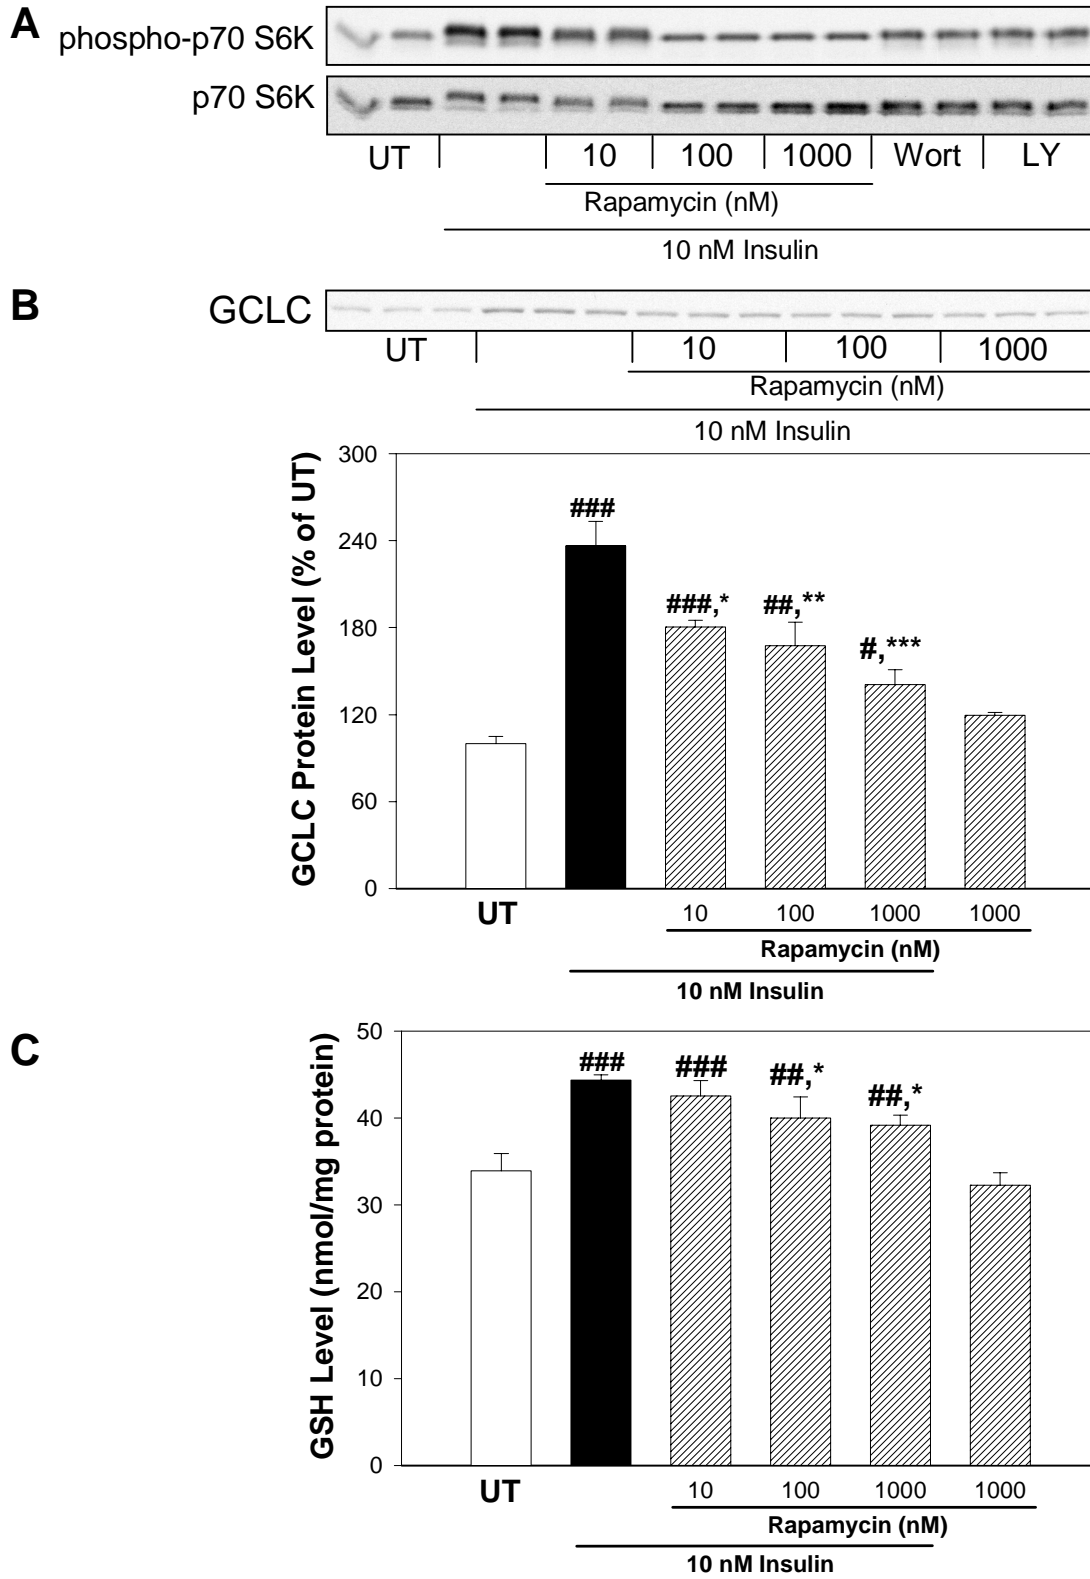 A
phospho-p70 S6K
p70 S6K
UT 10 100 1000 Wort LY
Rapamycin (nM)
10 nM Insulin
B
GCLC
UT 10 100 1000
Rapamycin (nM)
10 nM Insulin
GCLC Protein Level (% of UT)
300
240
180
120
60
0
###
###,*
##,**
#,***
UT 10 100 1000 1000
Rapamycin (nM)
10 nM Insulin
C
GSH Level (nmol/mg protein)
50
40
30
20
10
0
###
###
##,*
##,*
UT 10 100 1000 1000
Rapamycin (nM)
10 nM Insulin